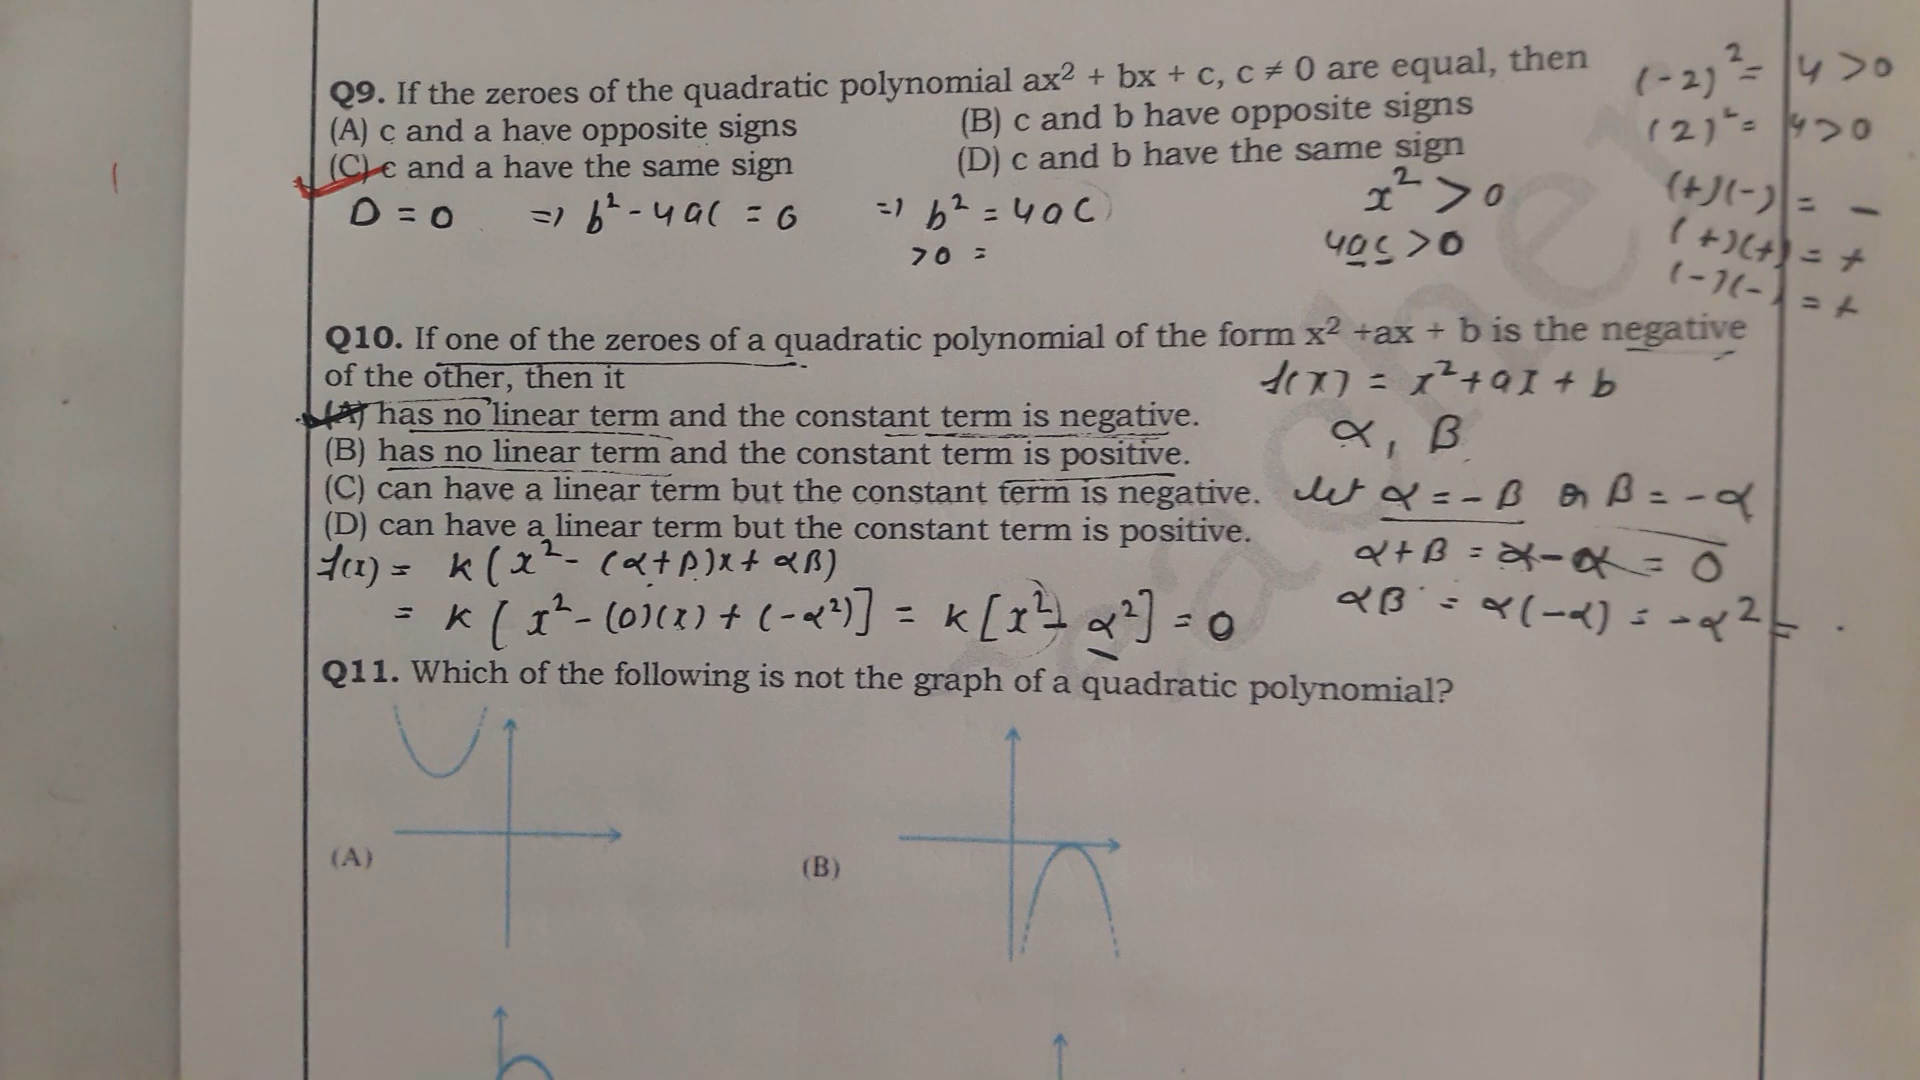 Q9. If the zeroes of the quadratic polynomial ax² + bx + c, c ≠ 0 are equal, then
(A) c and a have opposite signs (B) c and b have opposite signs
(C) c and a have the same sign (D) c and b have the same sign
D = 0 => b² - 4ac = 0 => b² = 4ac
>0 =
x² > 0
4ac > 0
(-2)² = 4 > 0
(2)² = 4 > 0
(+)(-) = -
(+)(+) = +
(-)(-) = +
Q10. If one of the zeroes of a quadratic polynomial of the form x² +ax + b is the negative
of the other, then it
(A) has no linear term and the constant term is negative.
(B) has no linear term and the constant term is positive.
(C) can have a linear term but the constant term is negative.
(D) can have a linear term but the constant term is positive.
f(x) = x² + ax + b
α, β
let α = -β or β = -α
α+β = α-α = 0
αβ = α(-α) = -α² =
f(x) = k(x² - (α+β)x + αβ)
= k[x² - (0)(x) + (-α²)] = k[x² - α²] = 0
Q11. Which of the following is not the graph of a quadratic polynomial?
(A) (B)